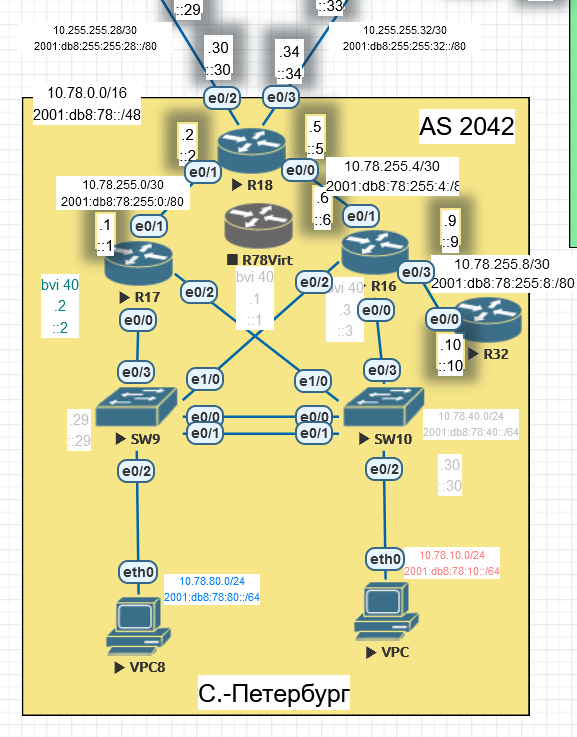 ::29
::33
10.255.255.28/30
2001:db8:255:255:28::/80
.30
::30
.34
::34
10.255.255.32/30
2001:db8:255:255:32::/80
e0/2
e0/3
10.78.0.0/16
2001:db8:78::/48
AS 2042
.2
::2
.5
::5
e0/1
R18
e0/0
10.78.255.4/30
2001:db8:78:255:4:/8
10.78.255.0/30
2001:db8:78:255:0:/80
.6
::6
.1
::1
e0/1
e0/1
.9
::9
R78Virt
R17
R16
10.78.255.8/30
2001:db8:78:255:8:/80
e0/3
bvi 40
.2
::2
e0/2
bvi 40
.1
::1
e0/2
bvi 40
.3
::3
e0/0
e0/0
e0/0
R32
.10
::10
e0/3
e0/3
e1/0
e1/0
.29
::29
e0/0
e0/0
e0/1
e0/1
SW9
SW10
10.78.40.0/24
2001:db8:78:40::/64
.30
::30
e0/2
e0/2
eth0
10.78.80.0/24
2001:db8:78:80::/64
eth0
10.78.10.0/24
2001:db8:78:10::/64
VPC8
VPC
С.-Петербург